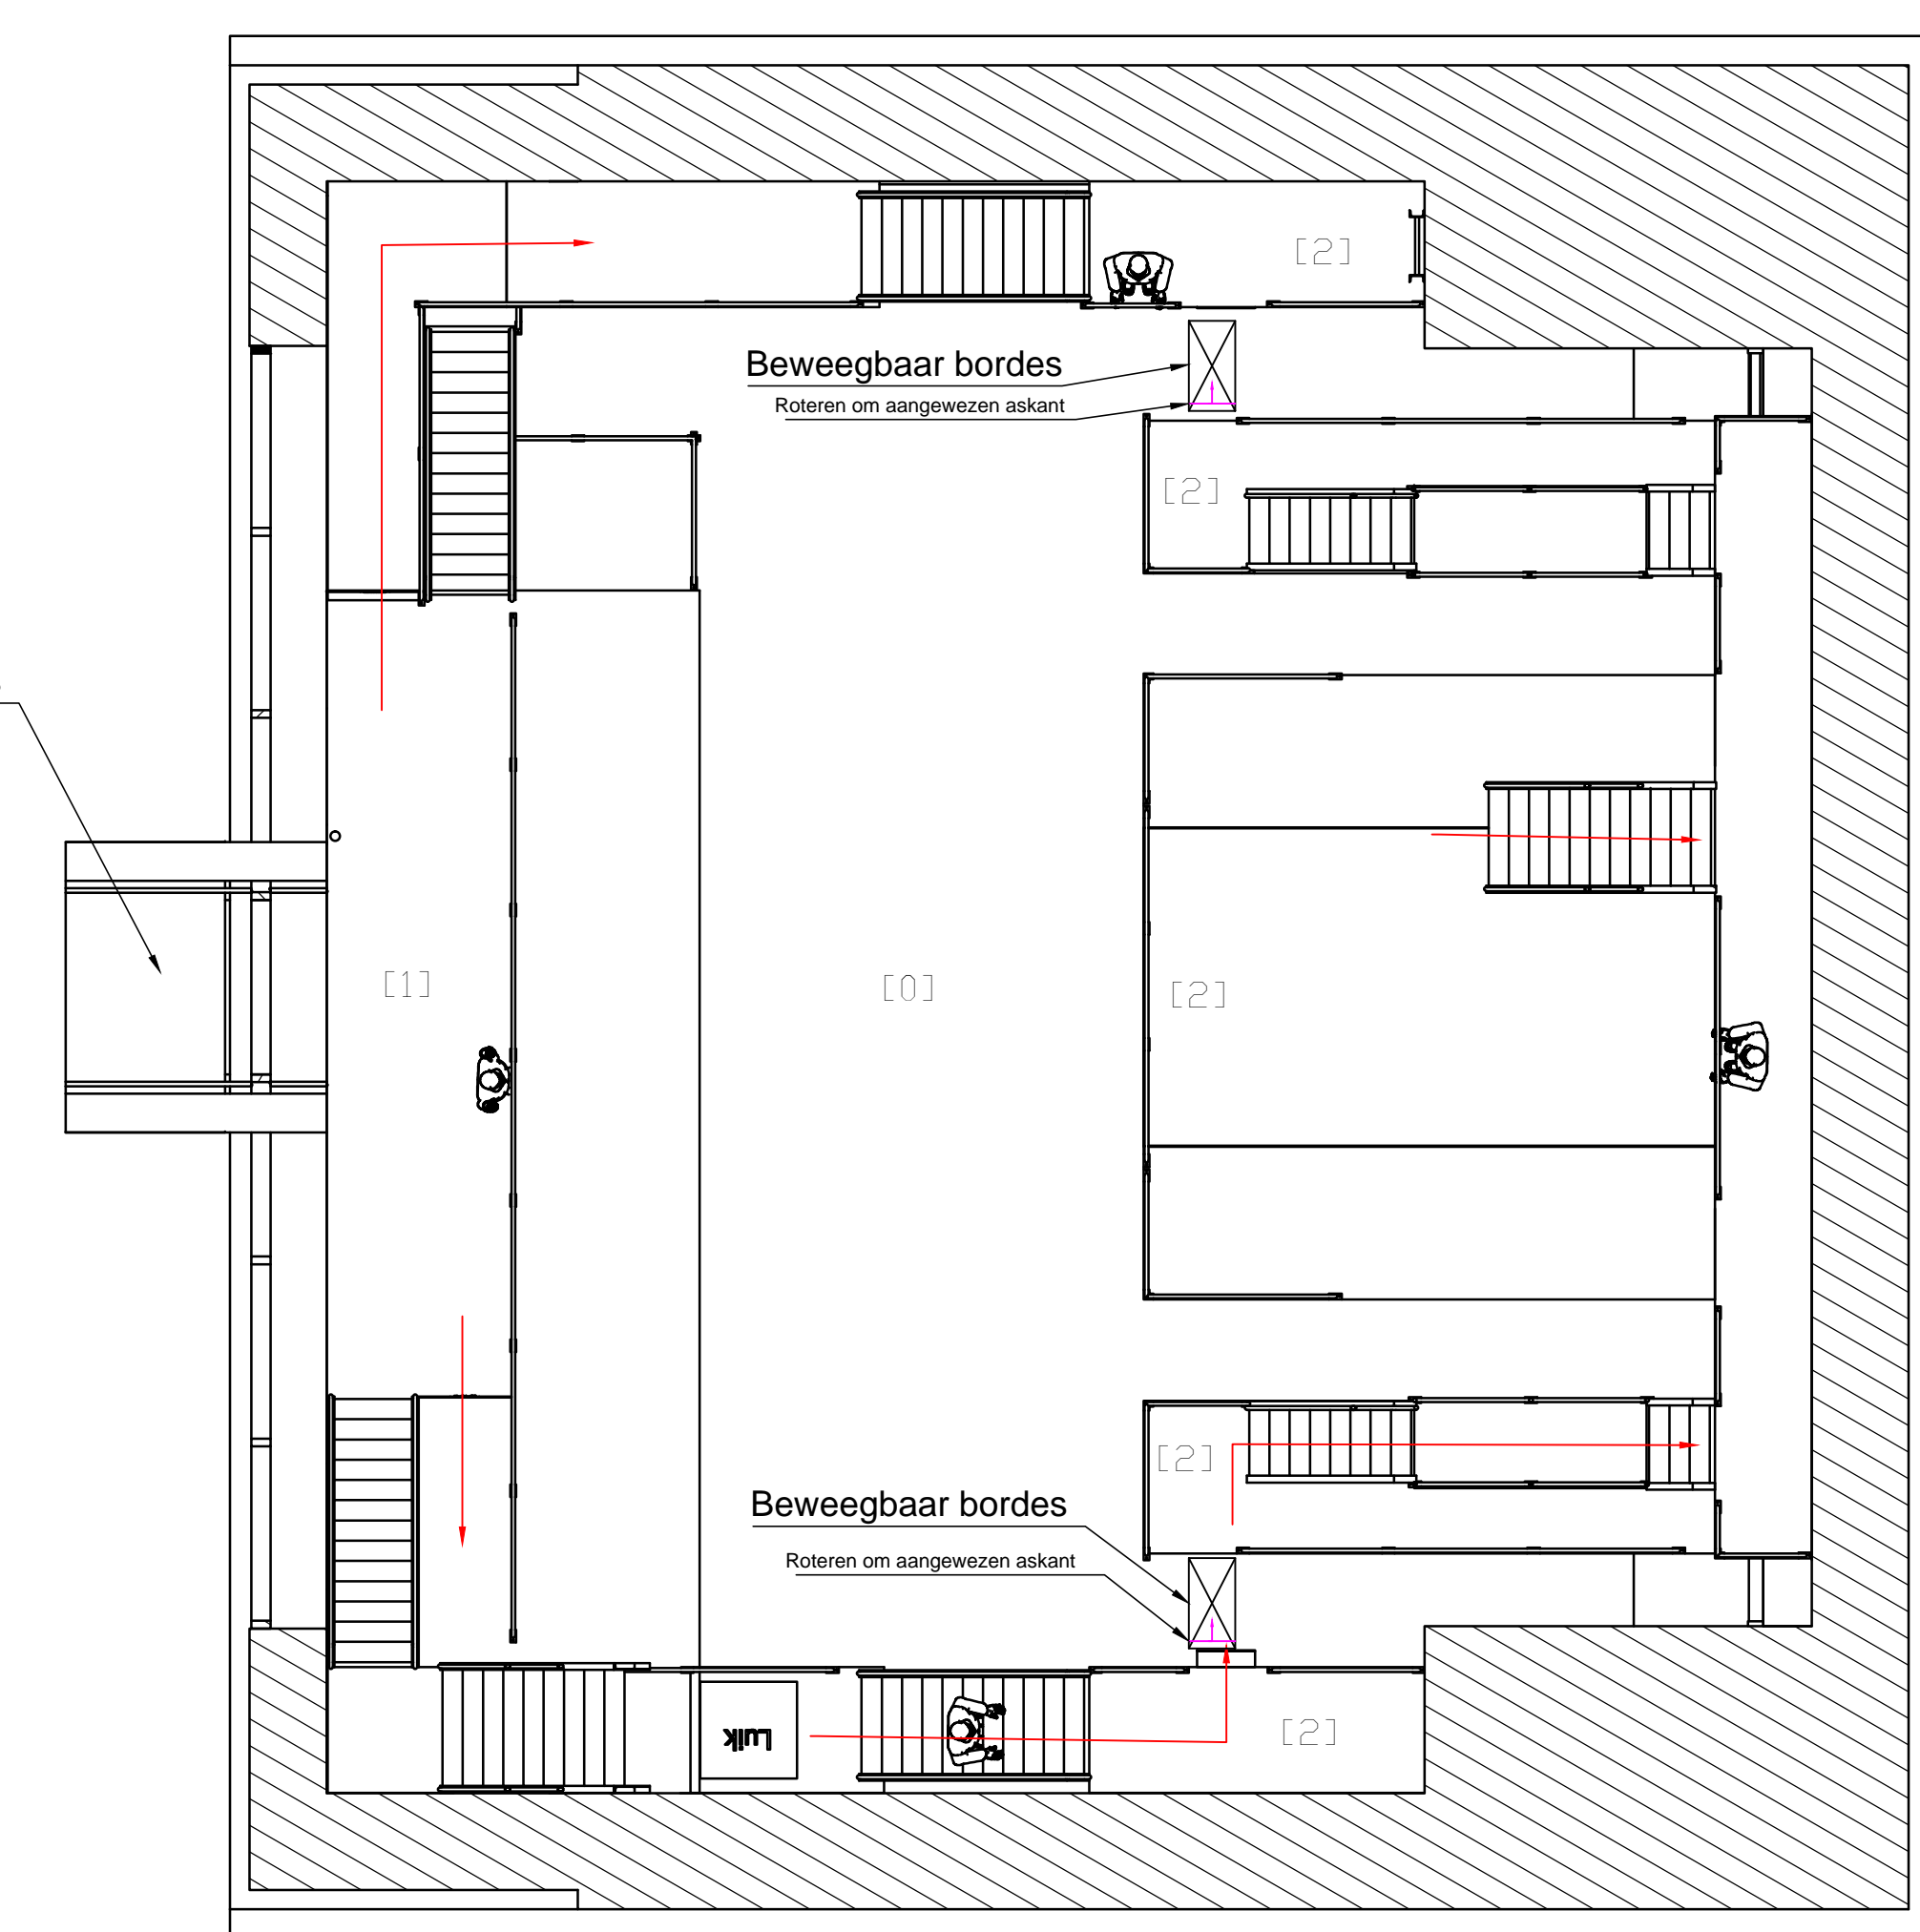 [2]
Beweegbaar bordes
Roteren om aangewezen askant
[2]
[1]
[0]
[2]
[2]
Beweegbaar bordes
Roteren om aangewezen askant
Luik
[2]